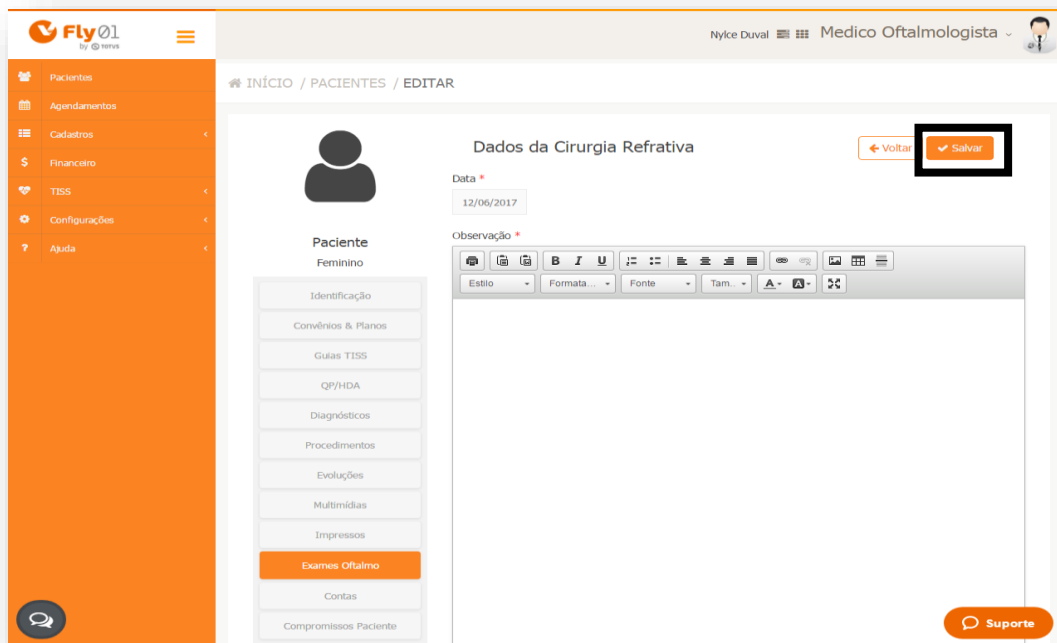 Fly01
by TOTVS
Nylce Duval Medico Oftalmologista
Pacientes
Agendamentos
Cadastros
Financeiro
TISS
Configurações
? Ajuda
INÍCIO / PACIENTES / EDITAR
Paciente
Feminino
Identificação
Convênios & Planos
Guias TISS
QP/HDA
Diagnósticos
Procedimentos
Evoluções
Multimídias
Impressos
Exames Oftalmo
Contas
Compromissos Paciente
Dados da Cirurgia Refrativa
Voltar
Salvar
Data *
12/06/2017
Observação *
B I U
Estilo Formata... Fonte Tam... A A
Suporte